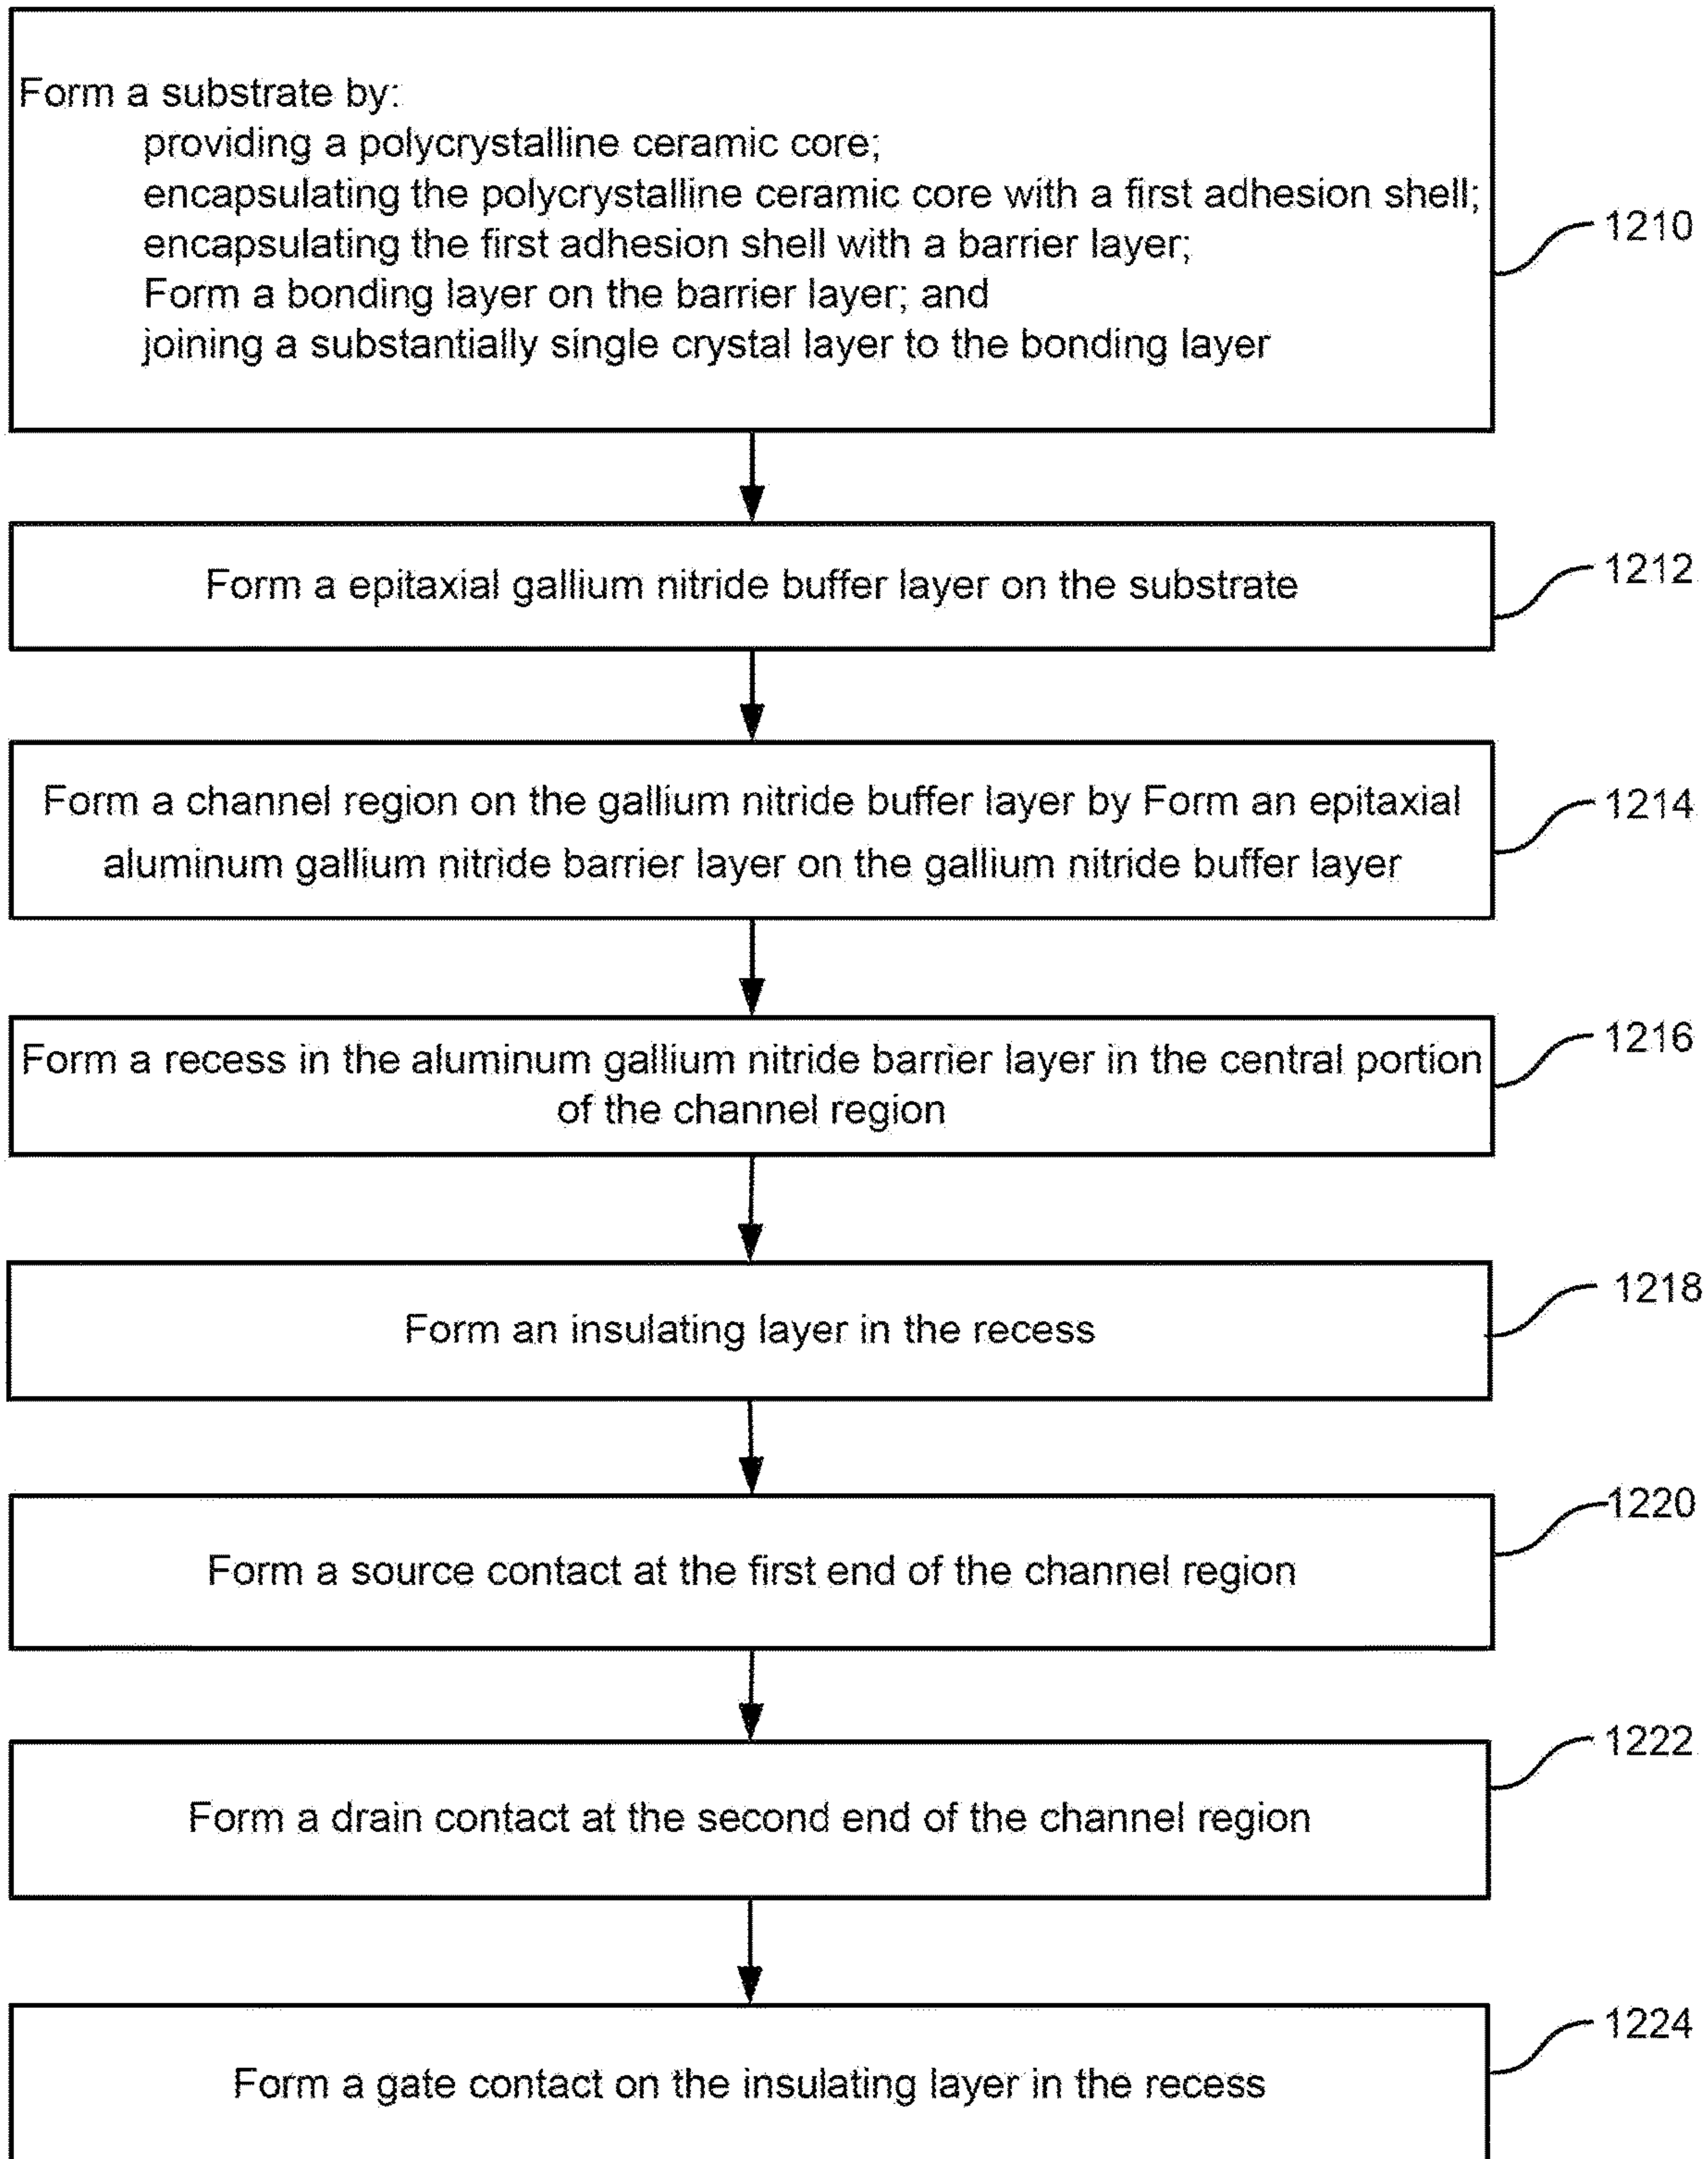 Form a substrate by:
providing a polycrystalline ceramic core;
encapsulating the polycrystalline ceramic core with a first adhesion shell;
encapsulating the first adhesion shell with a barrier layer;
Form a bonding layer on the barrier layer; and
joining a substantially single crystal layer to the bonding layer
1210
Form a epitaxial gallium nitride buffer layer on the substrate
1212
Form a channel region on the gallium nitride buffer layer by Form an epitaxial
aluminum gallium nitride barrier layer on the gallium nitride buffer layer
1214
Form a recess in the aluminum gallium nitride barrier layer in the central portion
of the channel region
1216
Form an insulating layer in the recess
1218
Form a source contact at the first end of the channel region
1220
Form a drain contact at the second end of the channel region
1222
Form a gate contact on the insulating layer in the recess
1224